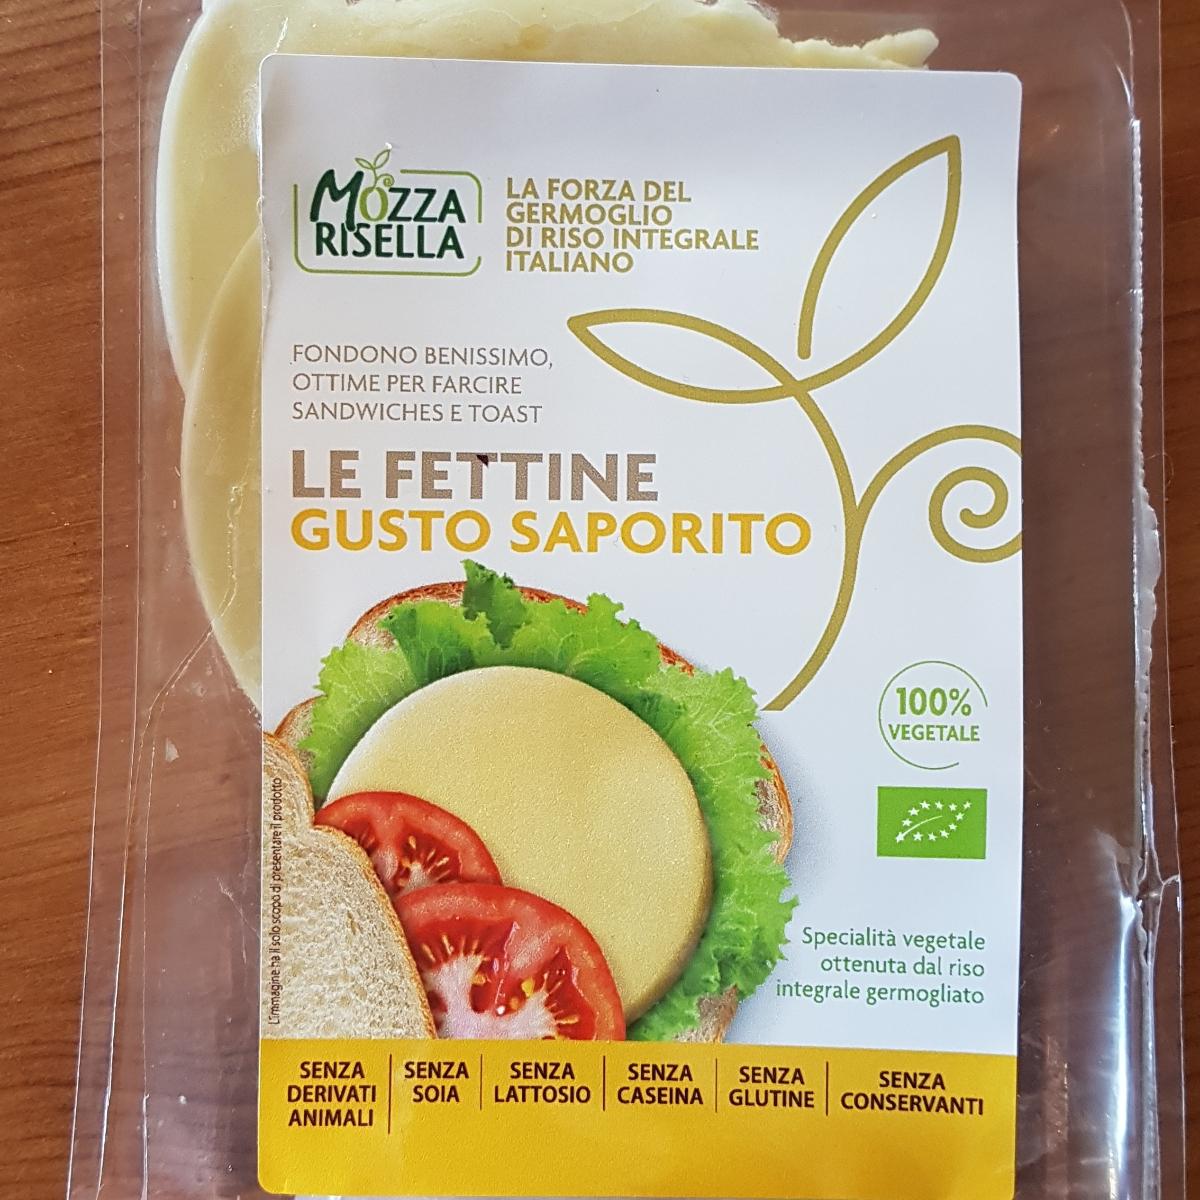 MOZZA
RISELLA
LA FORZA DEL
GERMOGLIO
DI RISO INTEGRALE
ITALIANO
FONDONO BENISSIMO,
OTTIME PER FARCIRE
SANDWICHES E TOAST
LE FETTINE
GUSTO SAPORITO
100%
VEGETALE
Specialità vegetale
ottenuta dal riso
integrale germogliato
L'immagine ha il solo scopo di presentare il prodotto
SENZA
DERIVATI
ANIMALI
SENZA
SOIA
SENZA
LATTOSIO
SENZA
CASEINA
SENZA
GLUTINE
SENZA
CONSERVANTI